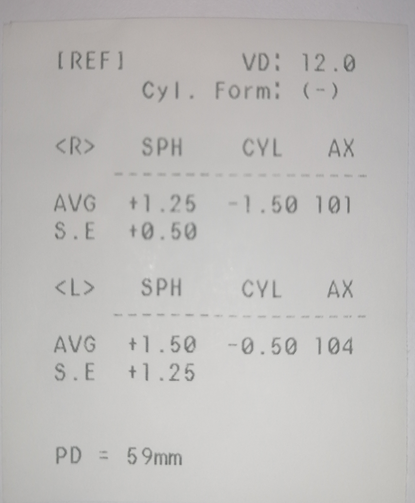 [REF] VD: 12.0
Cyl. Form: (-)
<R> SPH CYL AX
AVG +1.25 -1.50 101
S.E +0.50
<L> SPH CYL AX
AVG +1.50 -0.50 104
S.E +1.25
PD = 59mm